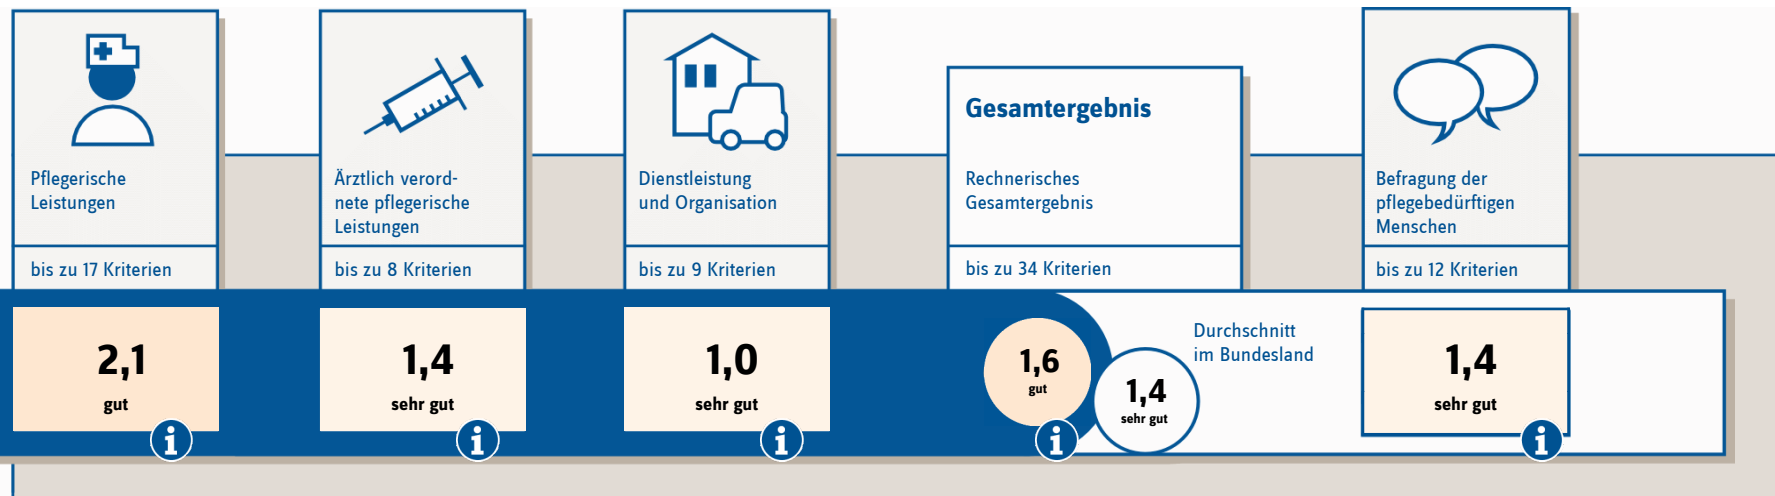 Pflegerische
Leistungen
bis zu 17 Kriterien
2,1
gut
i
Ärztlich verord-
nete pflegerische
Leistungen
bis zu 8 Kriterien
1,4
sehr gut
i
Dienstleistung
und Organisation
bis zu 9 Kriterien
1,0
sehr gut
i
Gesamtergebnis
Rechnerisches
Gesamtergebnis
bis zu 34 Kriterien
1,6
gut
i
Durchschnitt
im Bundesland
1,4
sehr gut
Befragung der
pflegebedürftigen
Menschen
bis zu 12 Kriterien
1,4
sehr gut
i